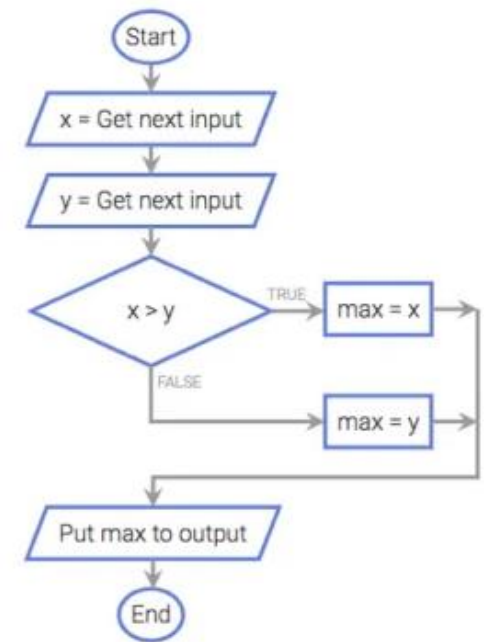 Start
x = Get next input
y = Get next input
x > y
TRUE
max = x
FALSE
max = y
Put max to output
End